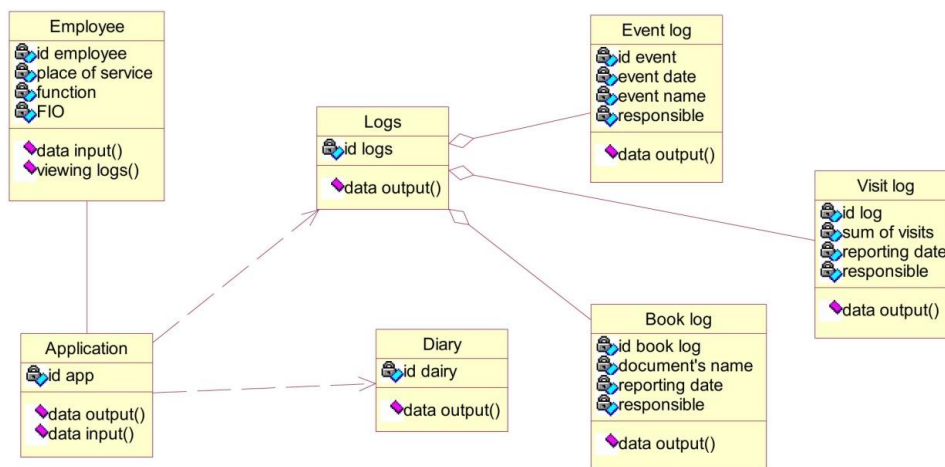 Employee
id employee
place of service
function
FIO
data input()
viewing logs()
Logs
id logs
data output()
Event log
id event
event date
event name
responsible
data output()
Visit log
id log
sum of visits
reporting date
responsible
data output()
Application
id app
data output()
data input()
Diary
id dairy
data output()
Book log
id book log
document's name
reporting date
responsible
data output()